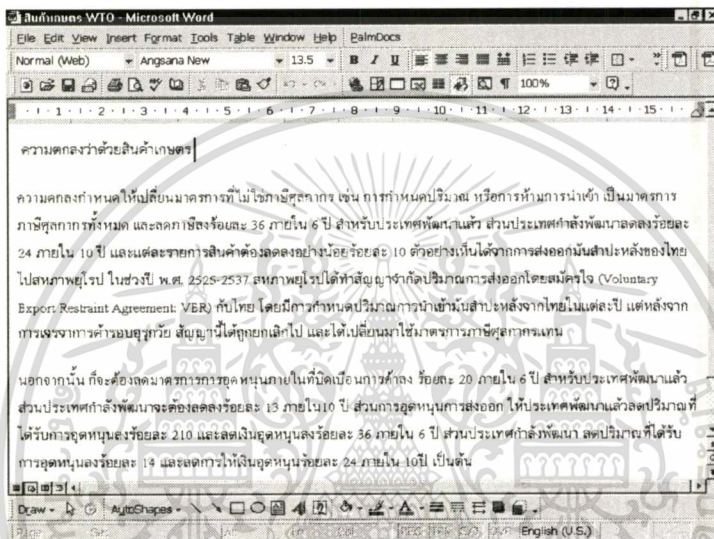 สินค้าเกษตร WTO - Microsoft Word
File Edit View Insert Format Tools Table Window Help PalmDocs
Normal (Web) Angsana New 13.5 B I U
100%
1 2 3 4 5 6 7 8 9 10 11 12 13 14 15
ความตกลงว่าด้วยสินค้าเกษตร
ความตกลงกำหนดให้เปลี่ยนมาตรการที่ไม่ใช่ภาษีศุลกากร เช่น การกำหนดปริมาณ หรือการห้ามการนำเข้า เป็นมาตรการ
ภาษีศุลกากรทั้งหมด และลดภาษีลงร้อยละ 36 ภายใน 6 ปี สำหรับประเทศพัฒนาแล้ว ส่วนประเทศกำลังพัฒนาลดลงร้อยละ
24 ภายใน 10 ปี และแต่ละรายการสินค้าต้องลดลงอย่างน้อยร้อยละ 10 ตัวอย่างเห็นได้จากการส่งออกมันสำปะหลังของไทย
ไปสหภาพยุโรป ในช่วงปี พ.ศ. 2525-2537 สหภาพยุโรปได้ทำสัญญาจำกัดปริมาณการส่งออกโดยสมัครใจ (Voluntary
Export Restraint Agreement: VER) กับไทย โดยมีการกำหนดปริมาณการนำเข้ามันสำปะหลังจากไทยในแต่ละปี แต่หลังจาก
การเจรจาการค้ารอบอุรุกวัย สัญญานี้ได้ถูกยกเลิกไป และได้เปลี่ยนมาใช้มาตรการภาษีศุลกากรแทน
นอกจากนั้น ก็จะต้องลดมาตรการการอุดหนุนภายในที่บิดเบือนการค้าลง ร้อยละ 20 ภายใน 6 ปี สำหรับประเทศพัฒนาแล้ว
ส่วนประเทศกำลังพัฒนาจะต้องลดลงร้อยละ 13 ภายใน10 ปี ส่วนการอุดหนุนการส่งออก ให้ประเทศพัฒนาแล้วลดปริมาณที่
ได้รับการอุดหนุนลงร้อยละ 210 และลดเงินอุดหนุนลงร้อยละ 36 ภายใน 6 ปี ส่วนประเทศกำลังพัฒนา ลดปริมาณที่ได้รับ
การอุดหนุนลงร้อยละ 14 และลดการให้เงินอุดหนุนร้อยละ 24 ภายใน 10ปี เป็นต้น
Draw AutoShapes
English (U.S.)